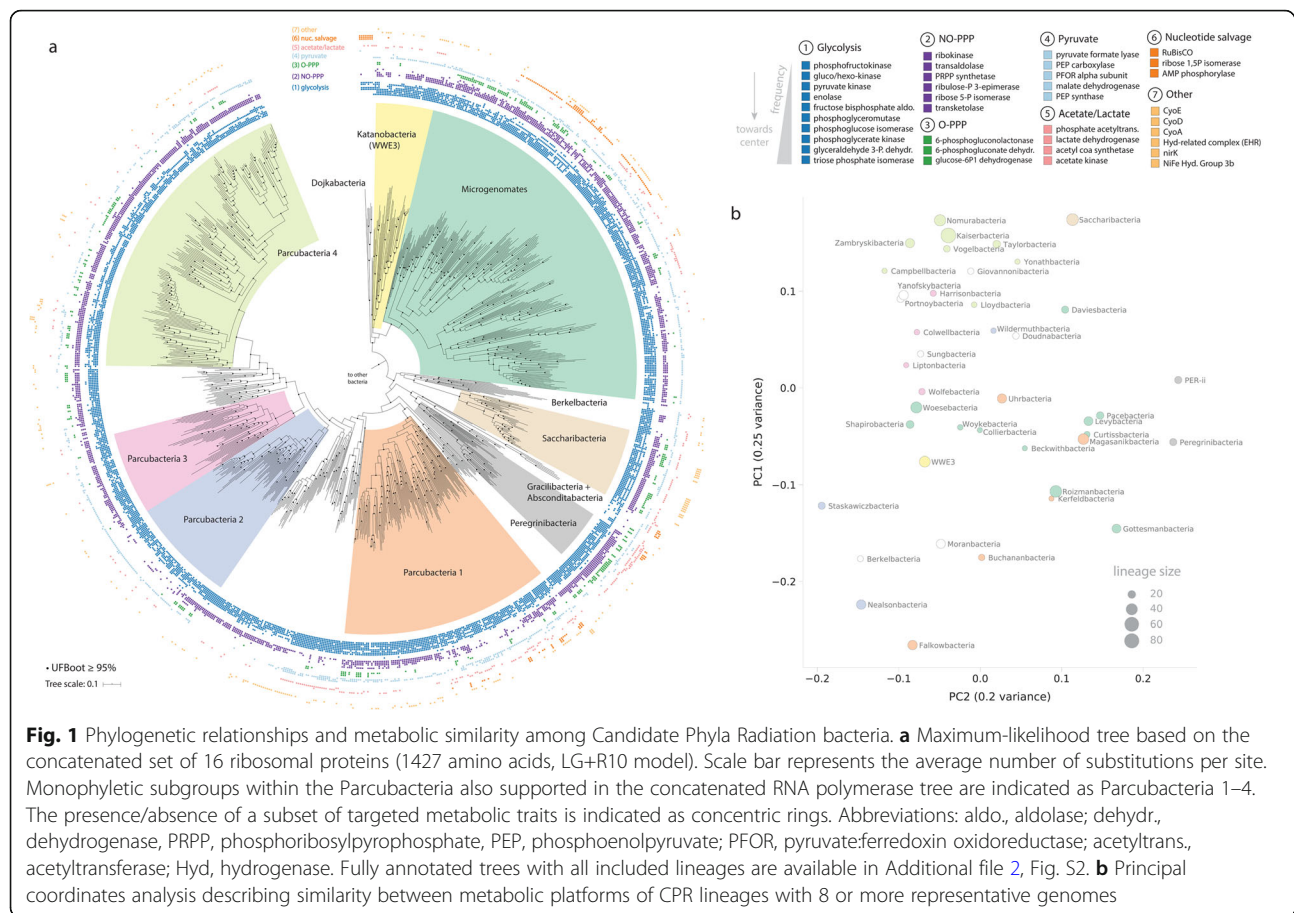 a
(7) other
(6) nuc. salvage
(5) acetate/lactate
(4) pyruvate
(3) O-PPP
(2) NO-PPP
(1) glycolysis
Katanobacteria
(WWE3)
Dojkabacteria
Microgenomates
Parcubacteria 4
to other
bacteria
Berkelbacteria
Saccharibacteria
Parcubacteria 3
Gracilibacteria +
Absconditabacteria
Parcubacteria 2
Peregrinibacteria
Parcubacteria 1
• UFBoot ≥ 95%
Tree scale: 0.1
frequency
towards
center
1 Glycolysis
phosphofructokinase
gluco/hexo-kinase
pyruvate kinase
enolase
fructose bisphosphate aldo.
phosphoglyceromutase
phosphoglucose isomerase
phosphoglycerate kinase
glyceraldehyde 3-P. dehydr.
triose phosphate isomerase
2 NO-PPP
ribokinase
transaldolase
PRPP synthetase
ribulose-P 3-epimerase
ribose 5-P isomerase
transketolase
3 O-PPP
6-phosphogluconolactonase
6-phosphogluconate dehydr.
glucose-6P1 dehydrogenase
4 Pyruvate
pyruvate formate lyase
PEP carboxylase
PFOR alpha subunit
malate dehydrogenase
PEP synthase
5 Acetate/Lactate
phosphate acetyltrans.
lactate dehydrogenase
acetyl coa synthetase
acetate kinase
6 Nucleotide salvage
RuBisCO
ribose 1,5P isomerase
AMP phosphorylase
7 Other
CyoE
CyoD
CyoA
Hyd-related complex (EHR)
nirK
NiFe Hyd. Group 3b
b
Nomurabacteria
Saccharibacteria
Kaiserbacteria
Zambryskibacteria
Taylorbacteria
Vogelbacteria
Yonathbacteria
Campbellbacteria
Giovannonibacteria
Yanofskybacteria
Harrisonbacteria
Portnoybacteria
Lloydbacteria
Daviesbacteria
Colwellbacteria
Wildermuthbacteria
Doudnabacteria
Sungbacteria
Liptonbacteria
PER-ii
Wolfebacteria
Uhrbacteria
Woesebacteria
Pacebacteria
Levybacteria
Shapirobacteria
Woykebacteria
Collierbacteria
Curtissbacteria
Magasanikbacteria
Peregrinibacteria
Beckwithbacteria
WWE3
Roizmanbacteria
Kerfeldbacteria
Staskawiczbacteria
Gottesmanbacteria
Moranbacteria
Berkelbacteria
Buchananbacteria
Nealsonbacteria
Falkowbacteria
lineage size
20
40
60
80
0.1
0.0
−0.1
−0.2
PC1 (0.25 variance)
−0.2
−0.1
0.0
0.1
0.2
PC2 (0.2 variance)
Fig. 1 Phylogenetic relationships and metabolic similarity among Candidate Phyla Radiation bacteria. a Maximum-likelihood tree based on the
concatenated set of 16 ribosomal proteins (1427 amino acids, LG+R10 model). Scale bar represents the average number of substitutions per site.
Monophyletic subgroups within the Parcubacteria also supported in the concatenated RNA polymerase tree are indicated as Parcubacteria 1–4.
The presence/absence of a subset of targeted metabolic traits is indicated as concentric rings. Abbreviations: aldo., aldolase; dehydr.,
dehydrogenase, PRPP, phosphoribosylpyrophosphate, PEP, phosphoenolpyruvate; PFOR, pyruvate:ferredoxin oxidoreductase; acetyltrans.,
acetyltransferase; Hyd, hydrogenase. Fully annotated trees with all included lineages are available in Additional file 2, Fig. S2. b Principal
coordinates analysis describing similarity between metabolic platforms of CPR lineages with 8 or more representative genomes